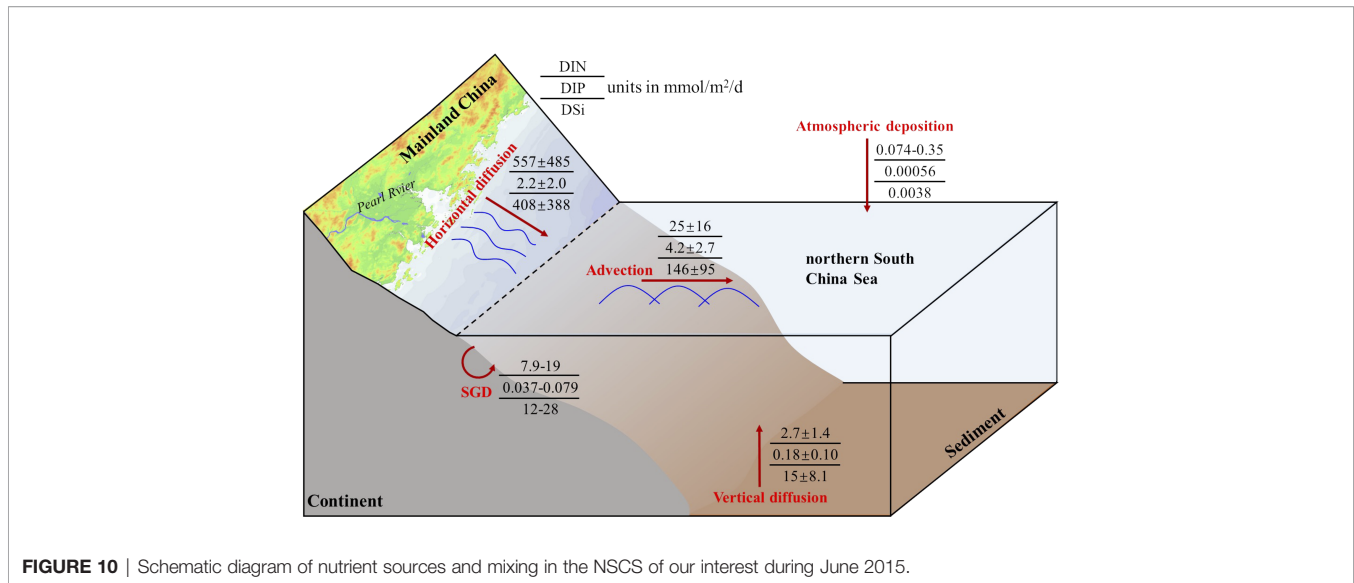 DIN
DIP
DSi
units in mmol/m²/d
Mainland China
Pearl Rvier
Horizontal diffusion
557±485
2.2±2.0
408±388
Atmospheric deposition
0.074-0.35
0.00056
0.0038
25±16
4.2±2.7
146±95
Advection
northern South
China Sea
SGD
7.9-19
0.037-0.079
12-28
2.7±1.4
0.18±0.10
15±8.1
Vertical diffusion
Sediment
Continent
FIGURE 10 | Schematic diagram of nutrient sources and mixing in the NSCS of our interest during June 2015.